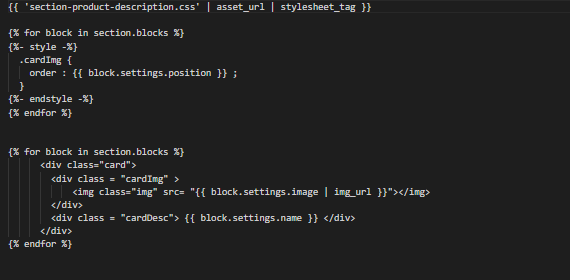 {{ 'section-product-description.css' | asset_url | stylesheet_tag }}
{% for block in section.blocks %}
{%- style -%}
.cardImg {
order : {{ block.settings.position }} ;
}
{%- endstyle -%}
{% endfor %}
{% for block in section.blocks %}
<div class="card">
<div class = "cardImg" >
<img class="img" src= "{{ block.settings.image | img_url }}"></img>
</div>
<div class = "cardDesc"> {{ block.settings.name }} </div>
</div>
{% endfor %}